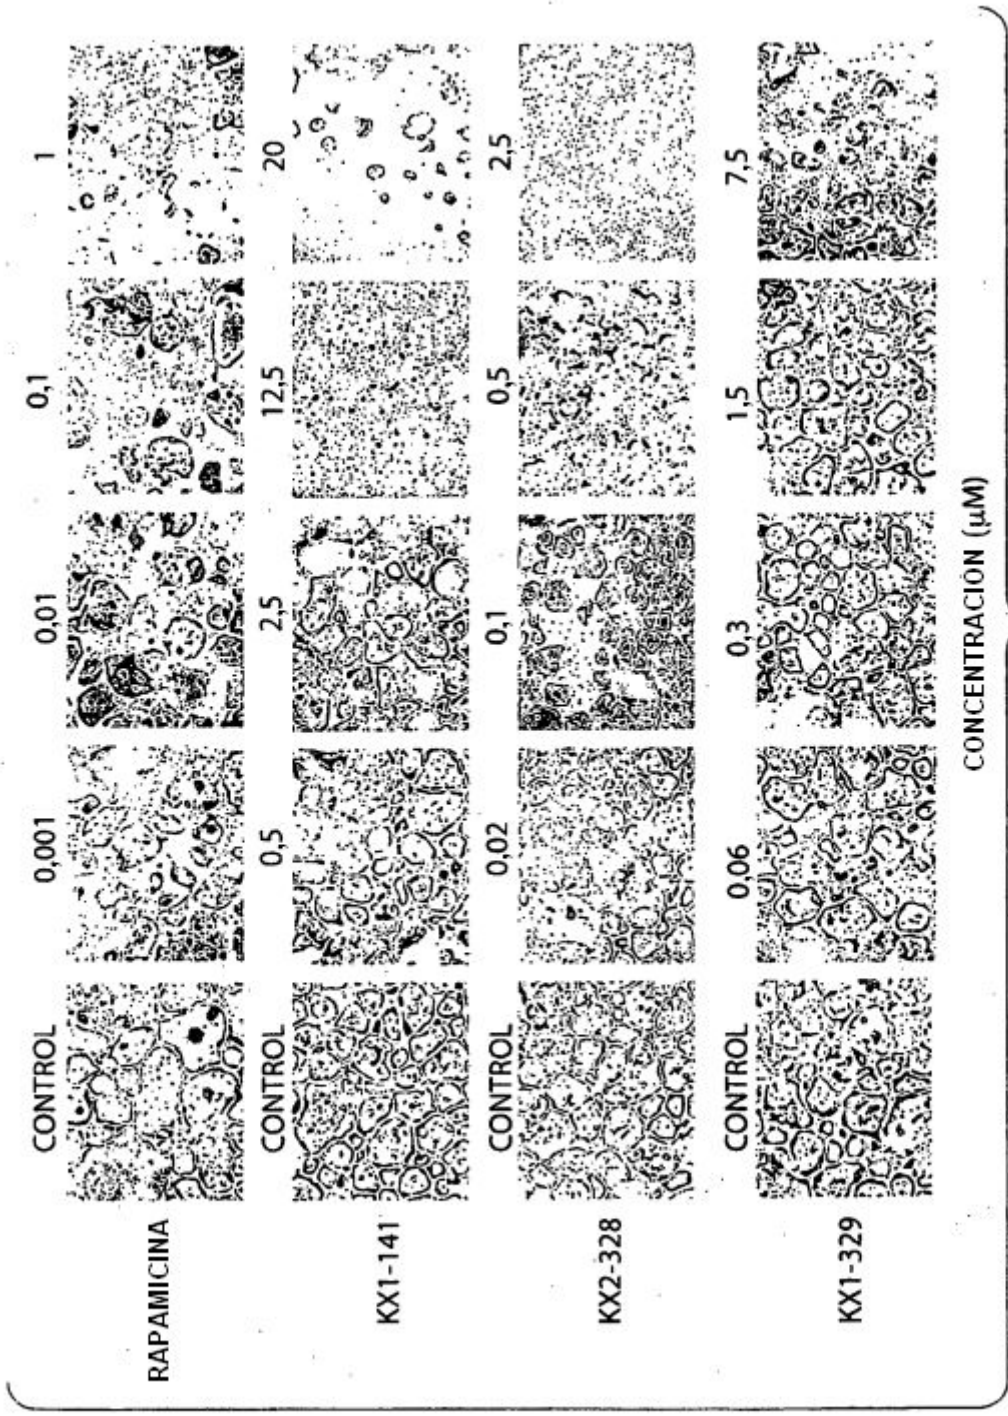 RAPAMICINA
CONTROL 0,001 0,01 0,1 1
KX1-141
CONTROL 0,5 2,5 12,5 20
KX2-328
CONTROL 0,02 0,1 0,5 2,5
KX1-329
CONTROL 0,06 0,3 1,5 7,5
CONCENTRACIÓN (µM)